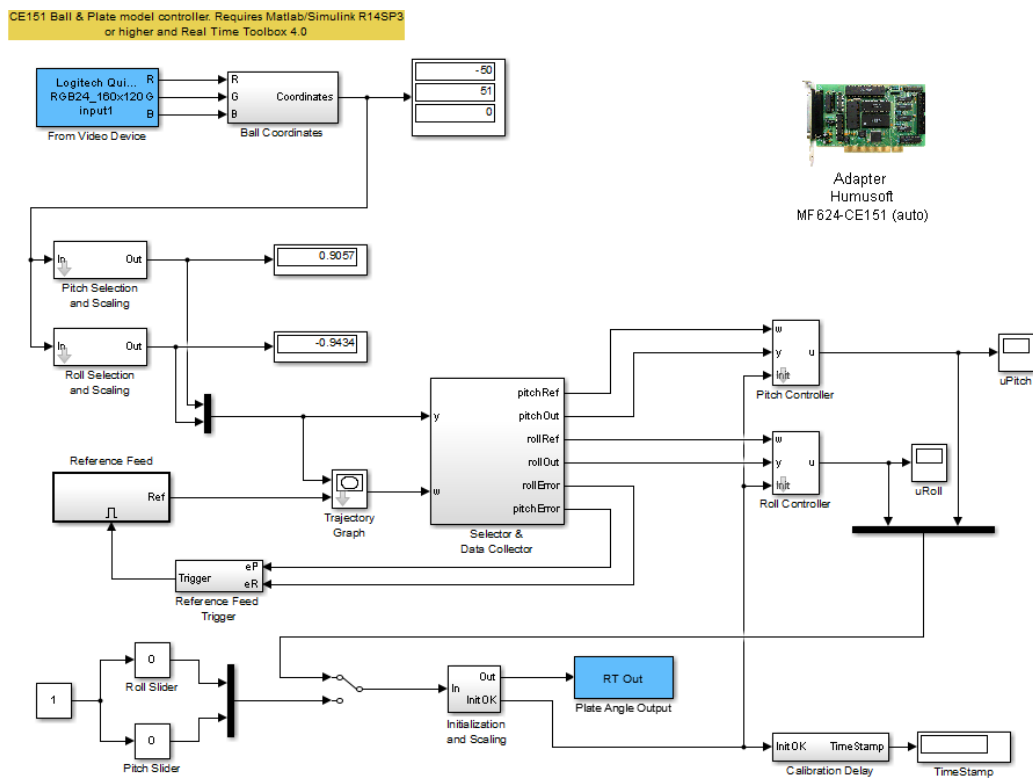 CE151 Ball & Plate model controller. Requires Matlab/Simulink R14SP3
or higher and Real Time Toolbox 4.0
Logitech Qui...
RGB24_160x120
input1
R
G
B
From Video Device
R
G
B
Coordinates
Ball Coordinates
-50
51
0
Adapter
Humusoft
MF624-CE151 (auto)
In
Out
Pitch Selection
and Scaling
0.9057
In
Out
Roll Selection
and Scaling
-0.9434
y
w
pitchRef
pitchOut
rollRef
rollOut
rollError
pitchError
Selector &
Data Collector
w
y
Init
u
Pitch Controller
uPitch
w
y
Init
u
Roll Controller
uRoll
Reference Feed
Ref
Trajectory
Graph
Trigger
eP
eR
Reference Feed
Trigger
1
0
Roll Slider
0
Pitch Slider
In
Out
InitOK
Initialization
and Scaling
RT Out
Plate Angle Output
InitOK
TimeStamp
Calibration Delay
TimeStamp